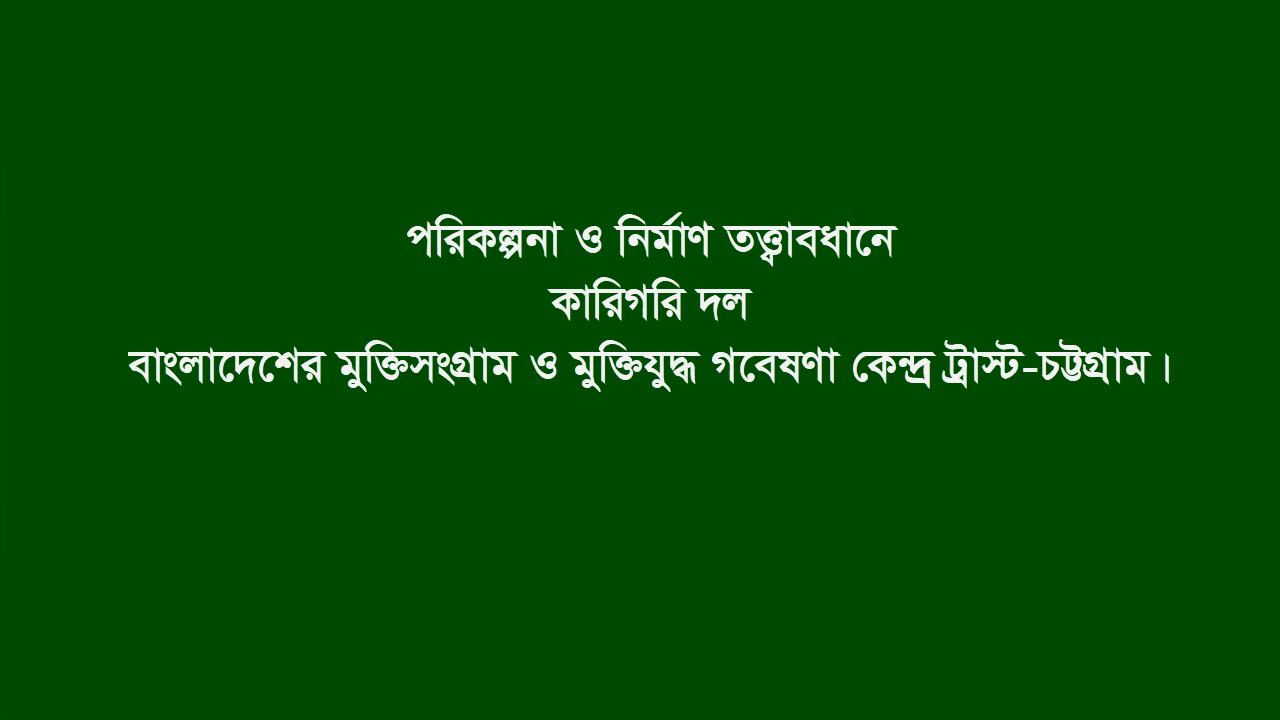 পরিকল্পনা ও নির্মাণ তত্ত্বাবধানে
কারিগরি দল
বাংলাদেশের মুক্তিসংগ্রাম ও মুক্তিযুদ্ধ গবেষণা কেন্দ্র ট্রাস্ট-চট্টগ্রাম।